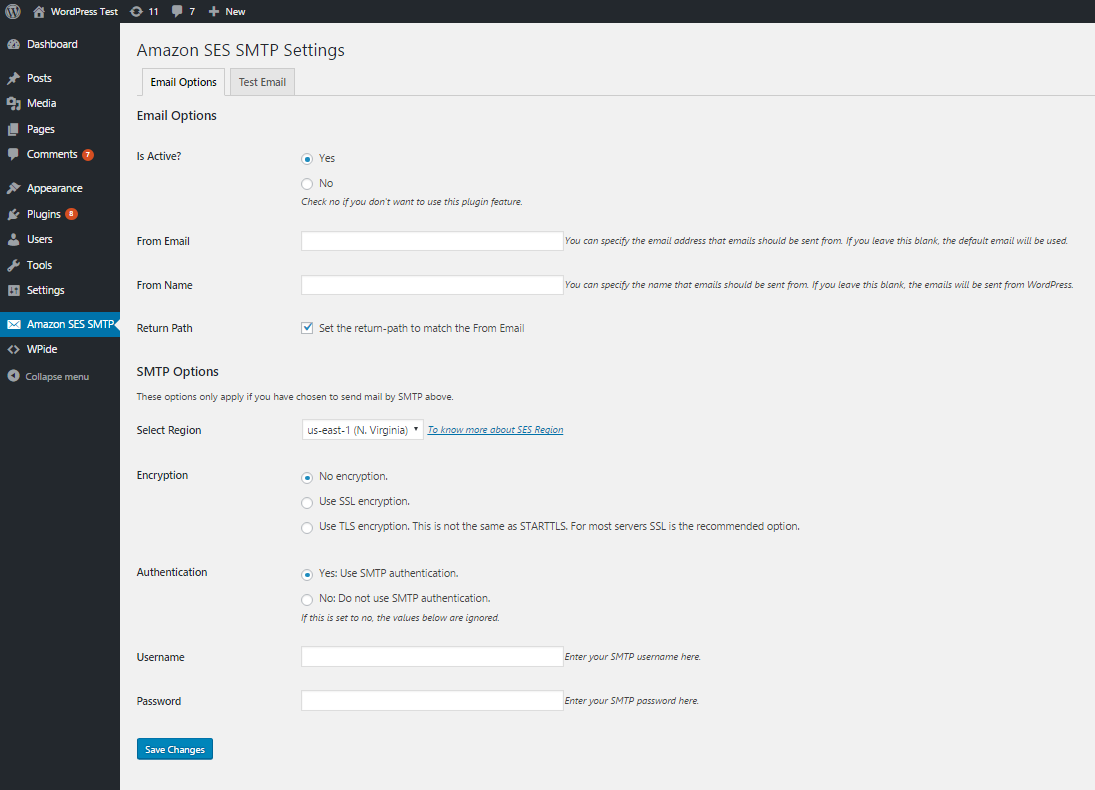 WordPress Test 11 7 New
Dashboard
Posts
Media
Pages
Comments 7
Appearance
Plugins 8
Users
Tools
Settings
Amazon SES SMTP
WPide
Collapse menu
Amazon SES SMTP Settings
Email Options Test Email
Email Options
Is Active? Yes
No
Check no if you don't want to use this plugin feature.
From Email You can specify the email address that emails should be sent from. If you leave this blank, the default email will be used.
From Name You can specify the name that emails should be sent from. If you leave this blank, the emails will be sent from WordPress.
Return Path Set the return-path to match the From Email
SMTP Options
These options only apply if you have chosen to send mail by SMTP above.
Select Region us-east-1 (N. Virginia) To know more about SES Region
Encryption No encryption.
Use SSL encryption.
Use TLS encryption. This is not the same as STARTTLS. For most servers SSL is the recommended option.
Authentication Yes: Use SMTP authentication.
No: Do not use SMTP authentication.
If this is set to no, the values below are ignored.
Username Enter your SMTP username here.
Password Enter your SMTP password here.
Save Changes